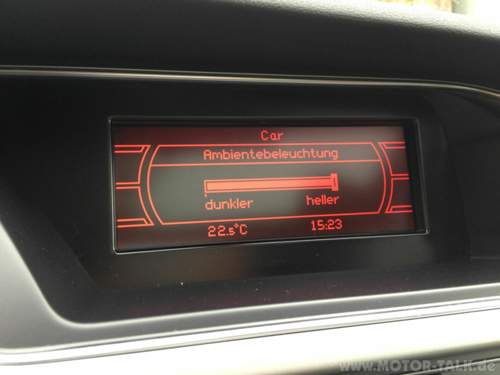 Car
Ambientebeleuchtung
dunkler heller
22.5°C 15:23
www.MOTOR-TALK.de